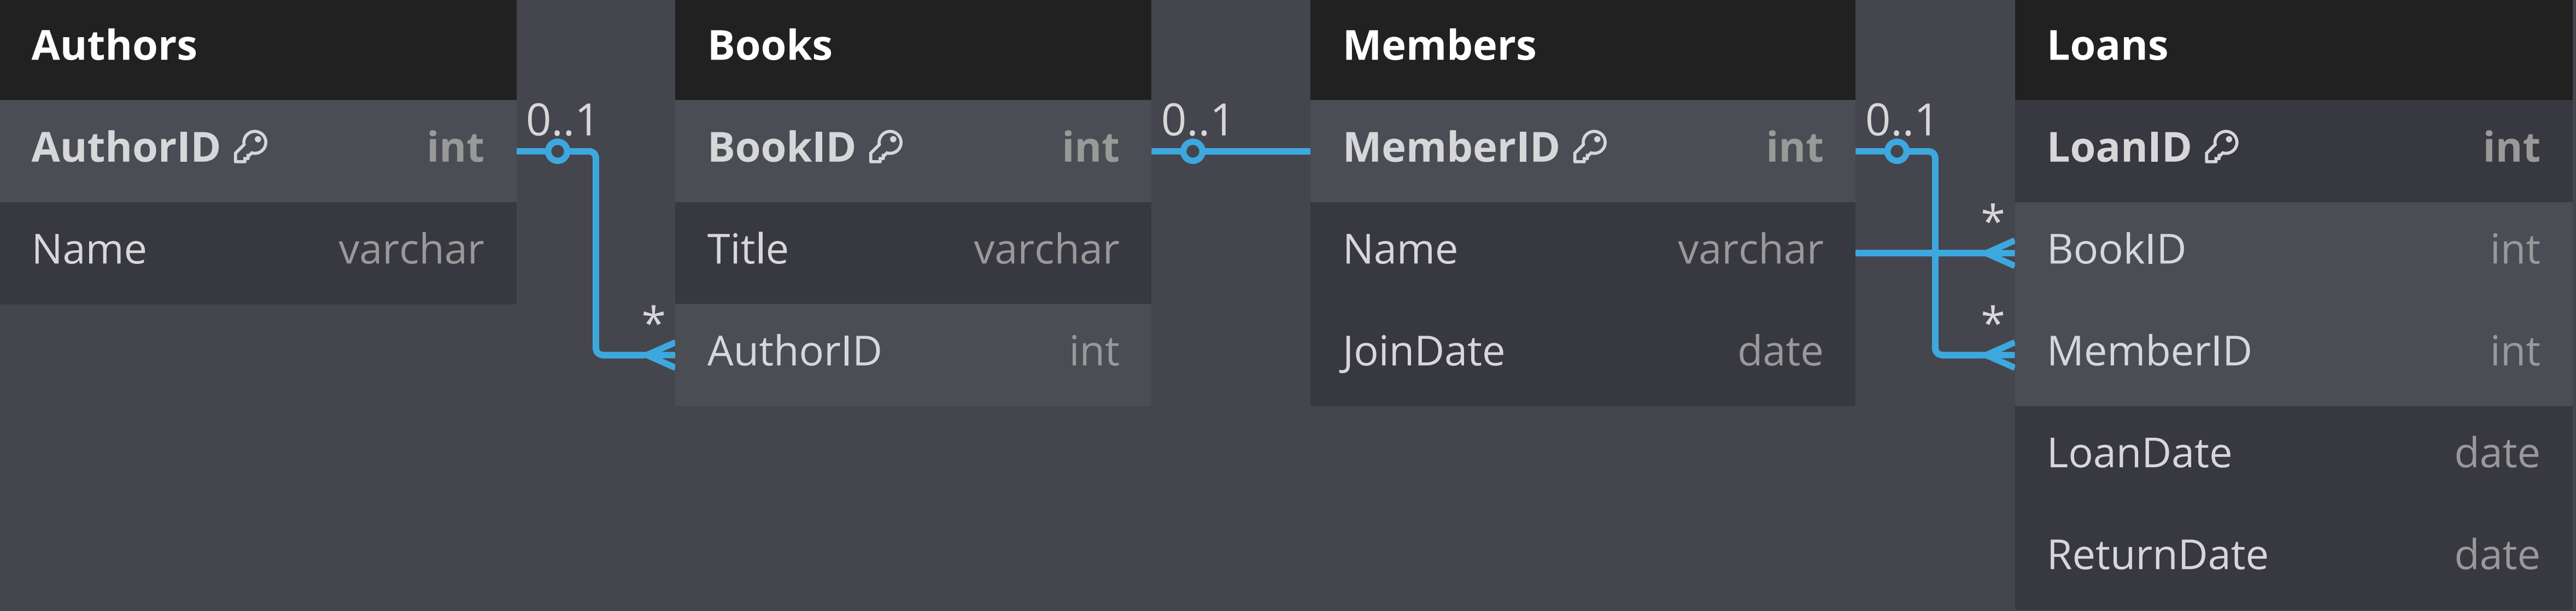 Authors
AuthorID int
Name varchar
0..1
*
Books
BookID int
Title varchar
AuthorID int
0..1
Members
MemberID int
Name varchar
JoinDate date
0..1
*
*
Loans
LoanID int
BookID int
MemberID int
LoanDate date
ReturnDate date